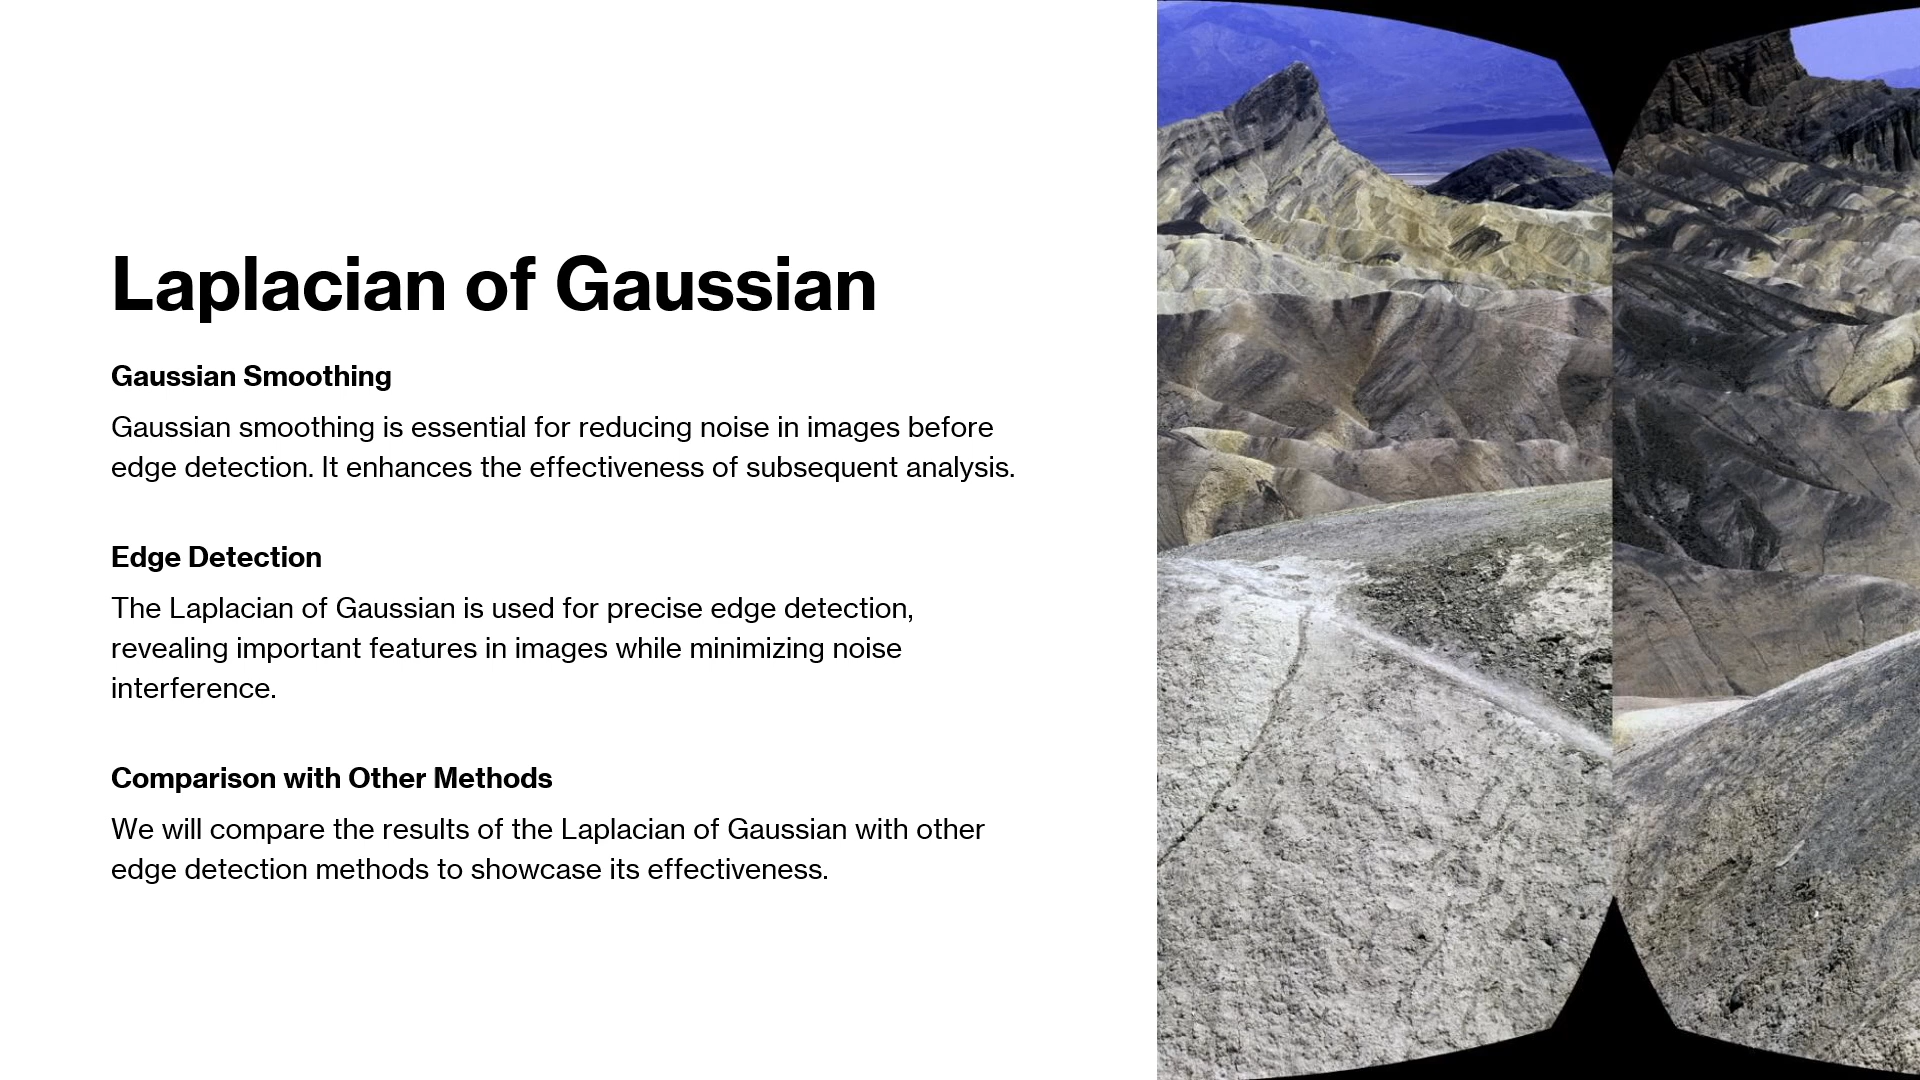 Laplacian of Gaussian
Gaussian Smoothing
Gaussian smoothing is essential for reducing noise in images before
edge detection. It enhances the effectiveness of subsequent analysis.
Edge Detection
The Laplacian of Gaussian is used for precise edge detection,
revealing important features in images while minimizing noise
interference.
Comparison with Other Methods
We will compare the results of the Laplacian of Gaussian with other
edge detection methods to showcase its effectiveness.